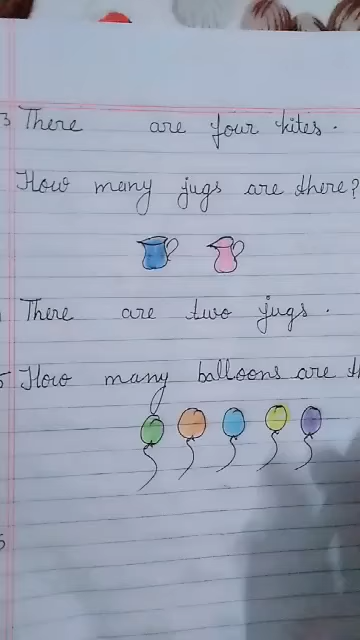 3 There are four kites.
How many jugs are there?
There are two jugs.
5 How many balloons are